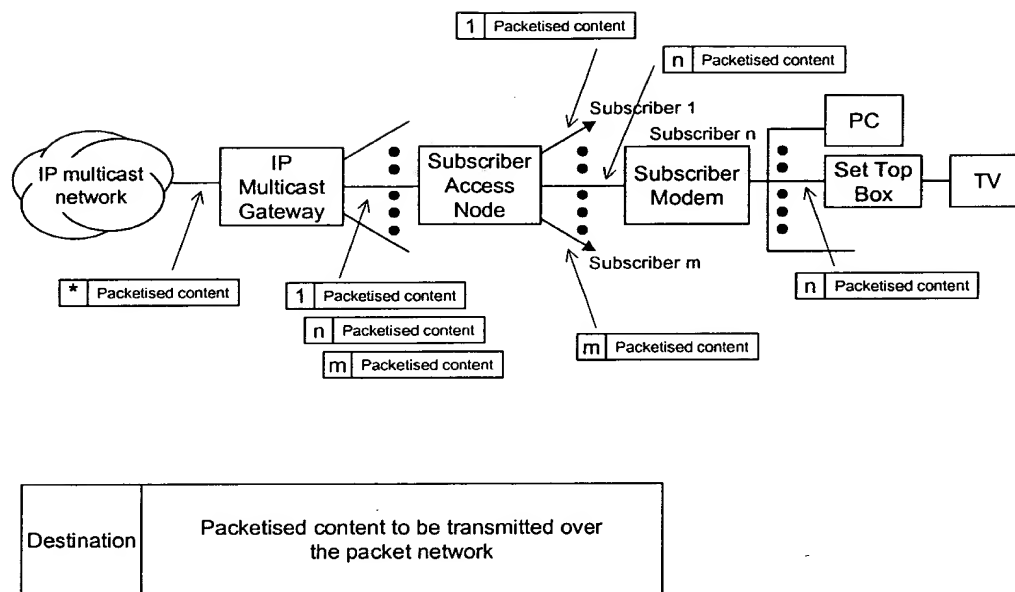 1 Packetised content
n Packetised content
Subscriber 1
Subscriber n
PC
IP multicast
network
IP
Multicast
Gateway
Subscriber
Access
Node
Subscriber
Modem
Set Top
Box
TV
Subscriber m
* Packetised content
1 Packetised content
n Packetised content
m Packetised content
m Packetised content
n Packetised content
Destination
Packetised content to be transmitted over
the packet network